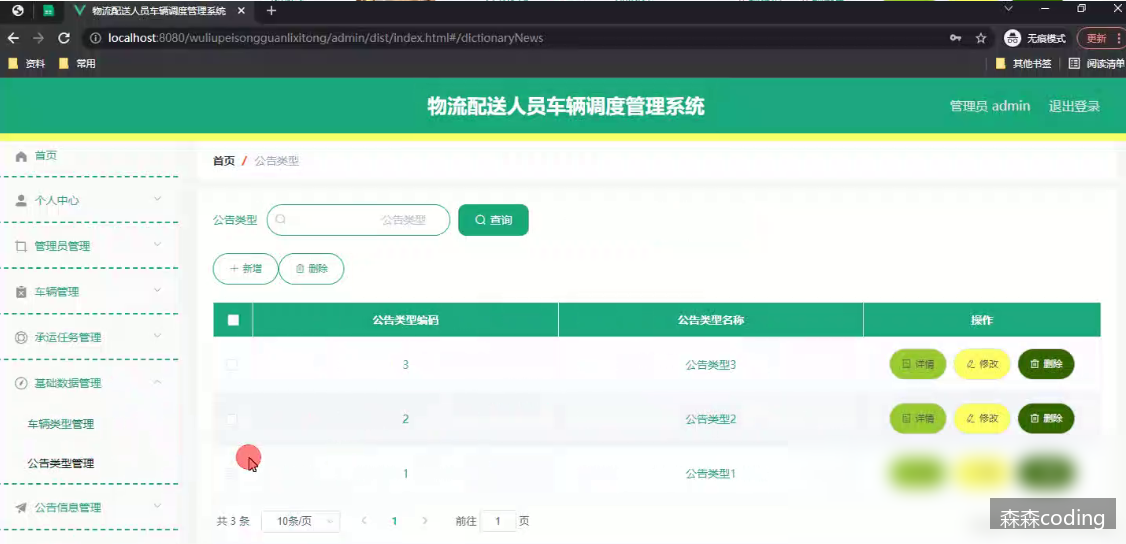 物流配送人员车辆调度管理系统
localhost:8080/wuliupeisongguanlixitong/admin/dist/index.html#/dictionaryNews
无痕模式
更新
资料
常用
其他书签
阅读清单
物流配送人员车辆调度管理系统
管理员 admin
退出登录
首页
个人中心
管理员管理
车辆管理
承运任务管理
基础数据管理
车辆类型管理
公告类型管理
公告信息管理
首页 / 公告类型
公告类型
公告类型
查询
新增
删除
公告类型编码 公告类型名称 操作
3 公告类型3 详情 修改 删除
2 公告类型2 详情 修改 删除
1 公告类型1
共 3 条 10条/页 1 前往 1 页
森森coding